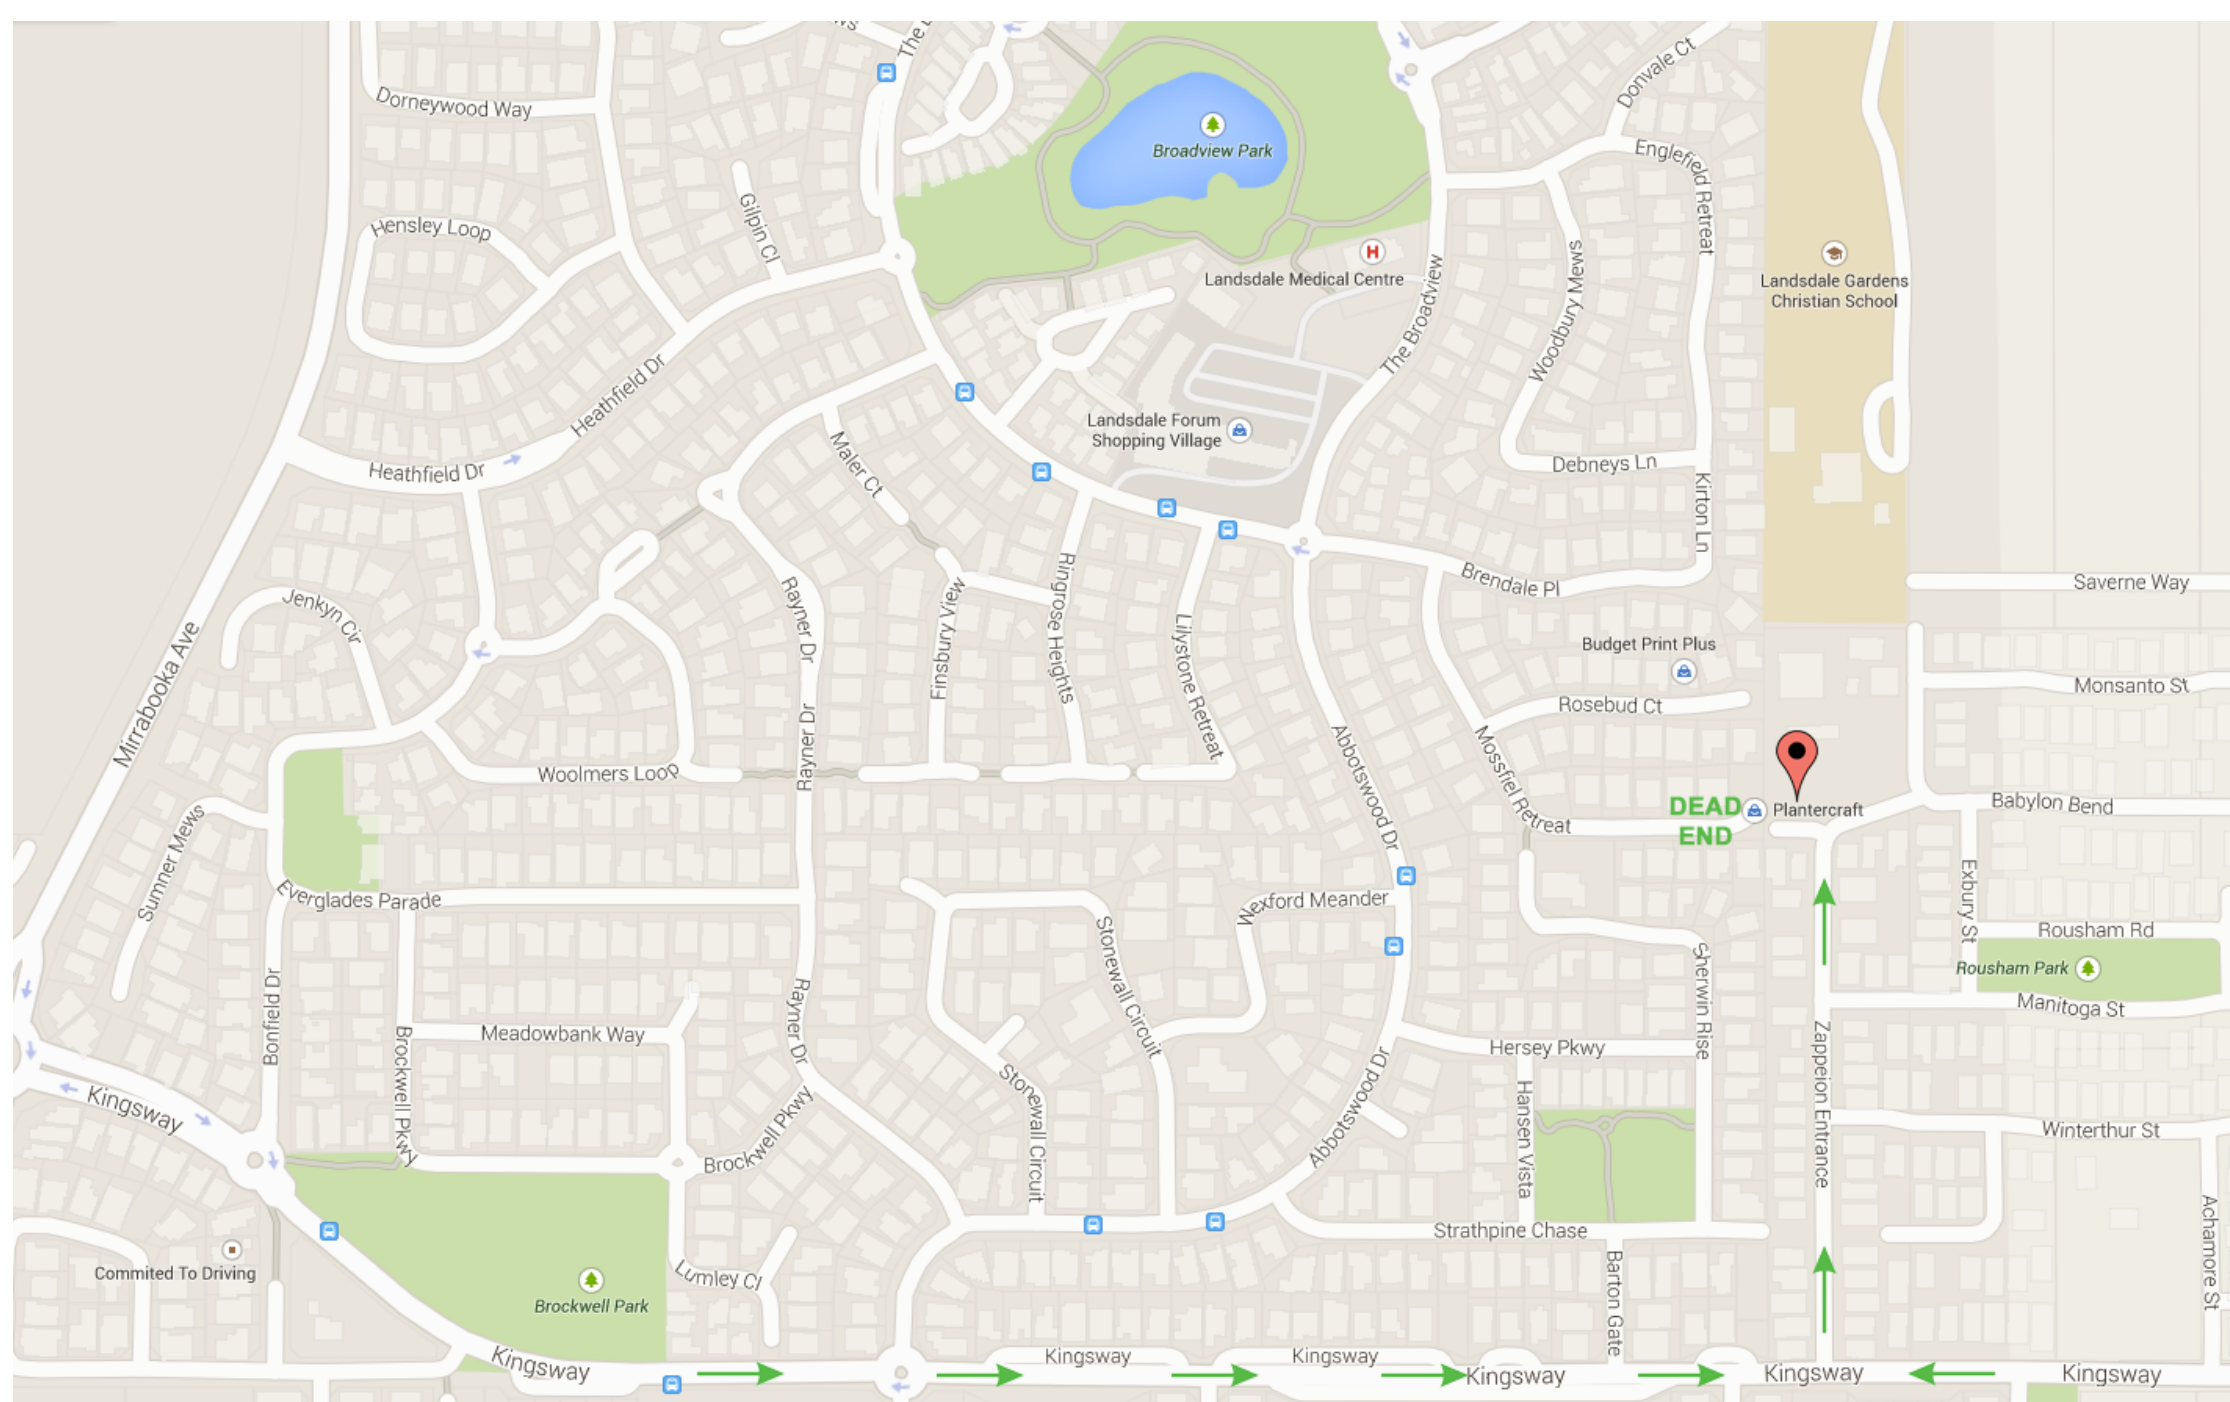 ws
The
Dorneywood Way
Donvale Ct
Broadview Park
Englefield Retreat
Gilpin Cl
Hensley Loop
Landsdale Medical Centre
Landsdale Gardens
Christian School
The Broadview
Woodbury Mews
Heathfield Dr
Landsdale Forum
Shopping Village
Maler Ct
Heathfield Dr
Debneys Ln
Kirton Ln
Brendale Pl
Saverne Way
Ringrose Heights
Finsbury View
Rayner Dr
Jenkyn Cir
Lilystone Retreat
Mirrabooka Ave
Budget Print Plus
Monsanto St
Rosebud Ct
Rayner Dr
Abbotswood Dr
Mossfiel Retreat
Woolmers Loop
DEAD
END
Plantercraft
Babylon Bend
Sumner Mews
Everglades Parade
Wexford Meander
Exbury St
Rousham Rd
Stonewall Circuit
Sherwin Rise
Rousham Park
Manitoga St
Bonfield Dr
Rayner Dr
Meadowbank Way
Brockwell Pkwy
Hersey Pkwy
Zappeion Entrance
Kingsway
Stonewall Circuit
Abbotswood Dr
Hansen Vista
Winterthur St
Brockwell Pkwy
Strathpine Chase
Achamore St
Commited To Driving
Lumley Cl
Barton Gate
Brockwell Park
Kingsway
Kingsway
Kingsway
Kingsway
Kingsway
Kingsway